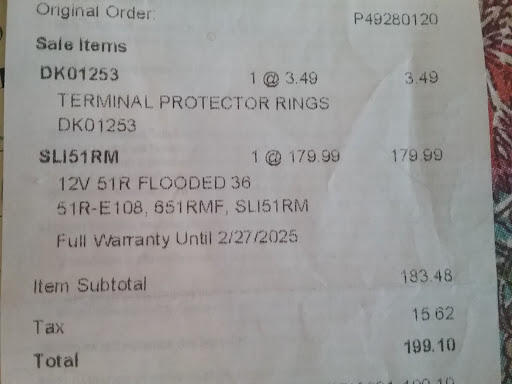 Original Order: P49280120
Sale Items
DK01253 1 @ 3.49 3.49
TERMINAL PROTECTOR RINGS
DK01253
SLI51RM 1 @ 179.99 179.99
12V 51R FLOODED 36
51R-E108, 651RMF, SLI51RM
Full Warranty Until 2/27/2025
Item Subtotal 183.48
Tax 15.62
Total 199.10